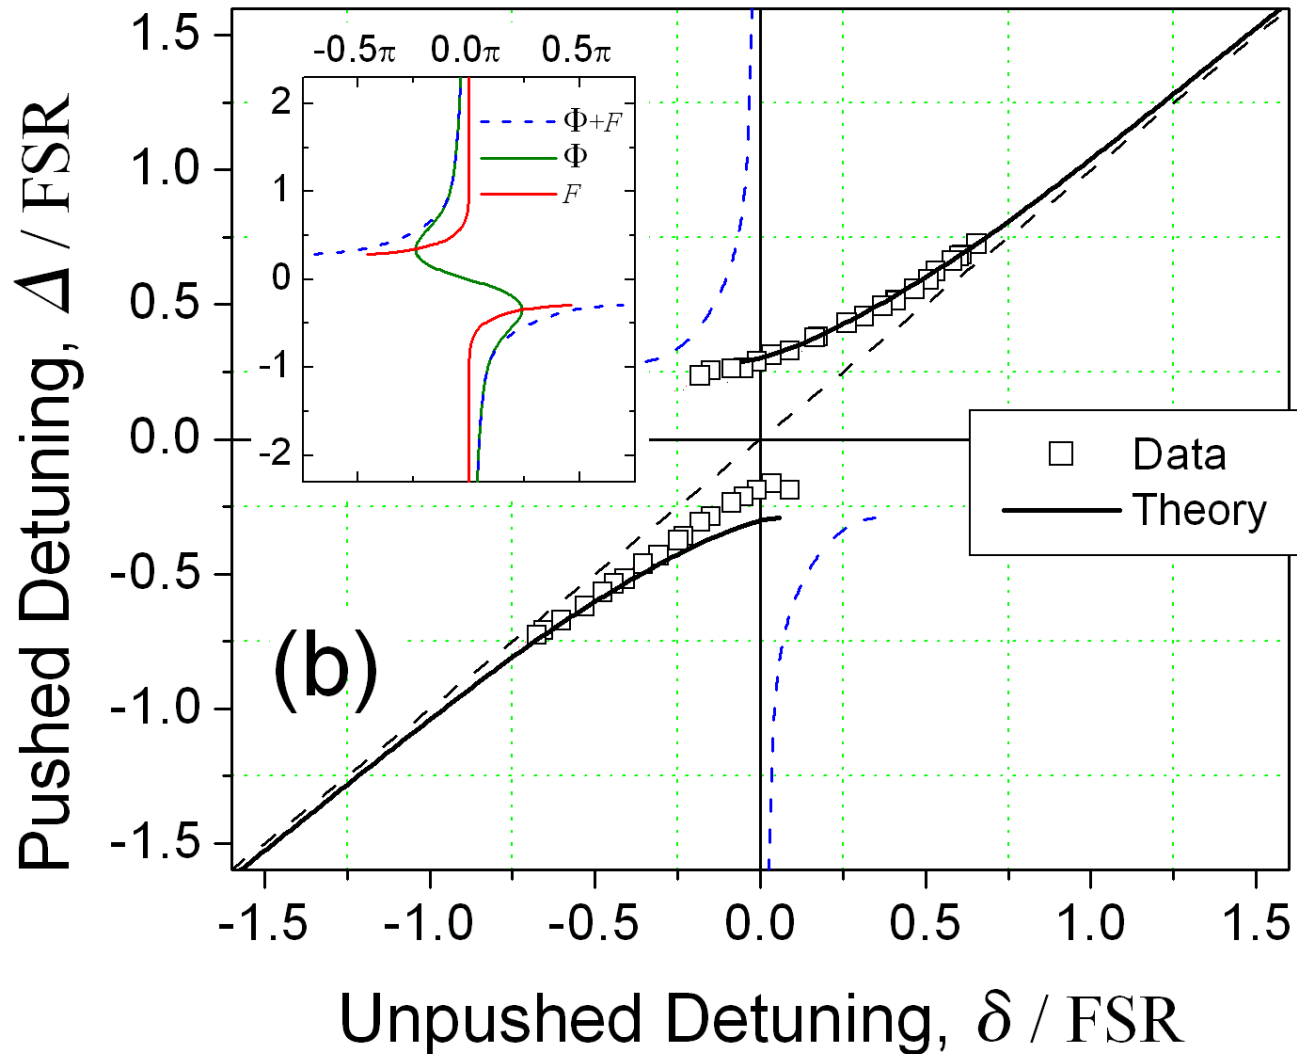 1.5
1.0
0.5
0.0
-0.5
-1.0
-1.5
Pushed Detuning, Δ / FSR
-0.5π 0.0π 0.5π
2
1
0
-1
-2
Φ+F
Φ
F
Data
Theory
(b)
-1.5 -1.0 -0.5 0.0 0.5 1.0 1.5
Unpushed Detuning, δ / FSR